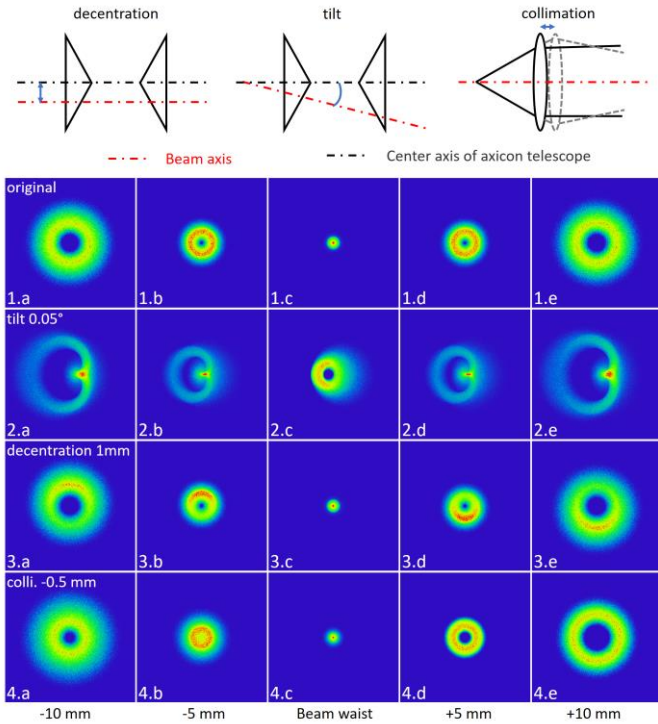 decentration
tilt
collimation
Beam axis
Center axis of axicon telescope
original
1.a
1.b
1.c
1.d
1.e
tilt 0.05°
2.a
2.b
2.c
2.d
2.e
decentration 1mm
3.a
3.b
3.c
3.d
3.e
colli. -0.5 mm
4.a
4.b
4.c
4.d
4.e
-10 mm
-5 mm
Beam waist
+5 mm
+10 mm